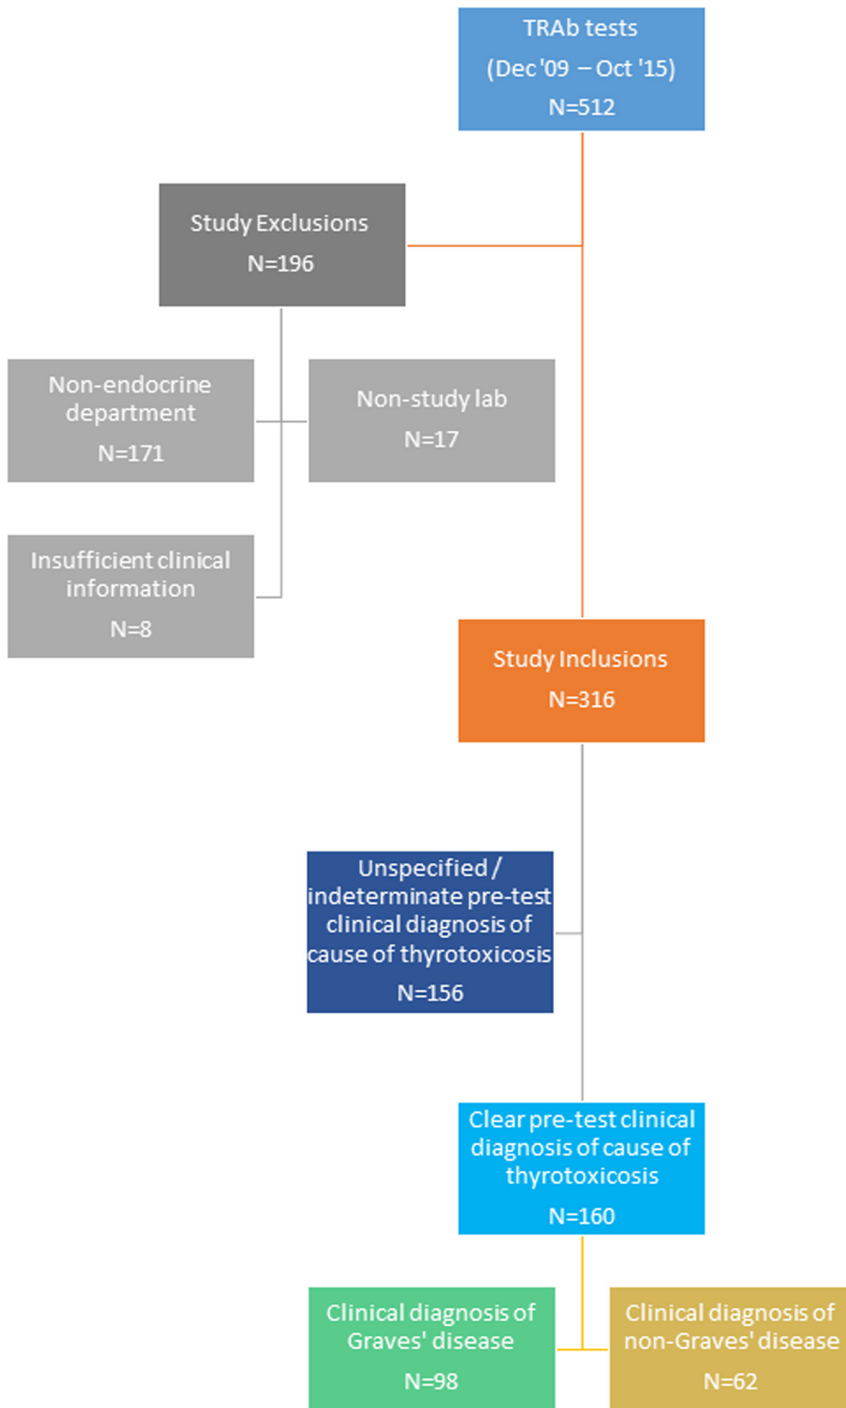 TRAb tests
(Dec '09 – Oct '15)
N=512
Study Exclusions
N=196
Non-endocrine
department
N=171
Non-study lab
N=17
Insufficient clinical
information
N=8
Study Inclusions
N=316
Unspecified /
indeterminate pre-test
clinical diagnosis of
cause of thyrotoxicosis
N=156
Clear pre-test clinical
diagnosis of cause of
thyrotoxicosis
N=160
Clinical diagnosis of
Graves' disease
N=98
Clinical diagnosis of
non-Graves' disease
N=62